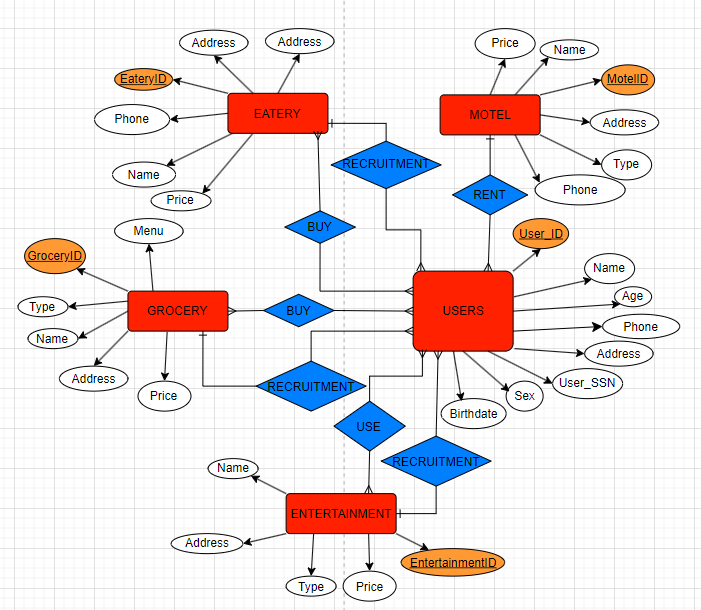 Address
Address
Price
Name
EateryID
MotelID
EATERY
MOTEL
Phone
Address
RECRUITMENT
Name
Type
Price
RENT
Phone
Menu
BUY
User_ID
GroceryID
Name
Type
GROCERY
BUY
USERS
Age
Name
Phone
Address
Address
Price
RECRUITMENT
User_SSN
Sex
Birthdate
USE
Name
RECRUITMENT
ENTERTAINMENT
Address
EntertainmentID
Type
Price